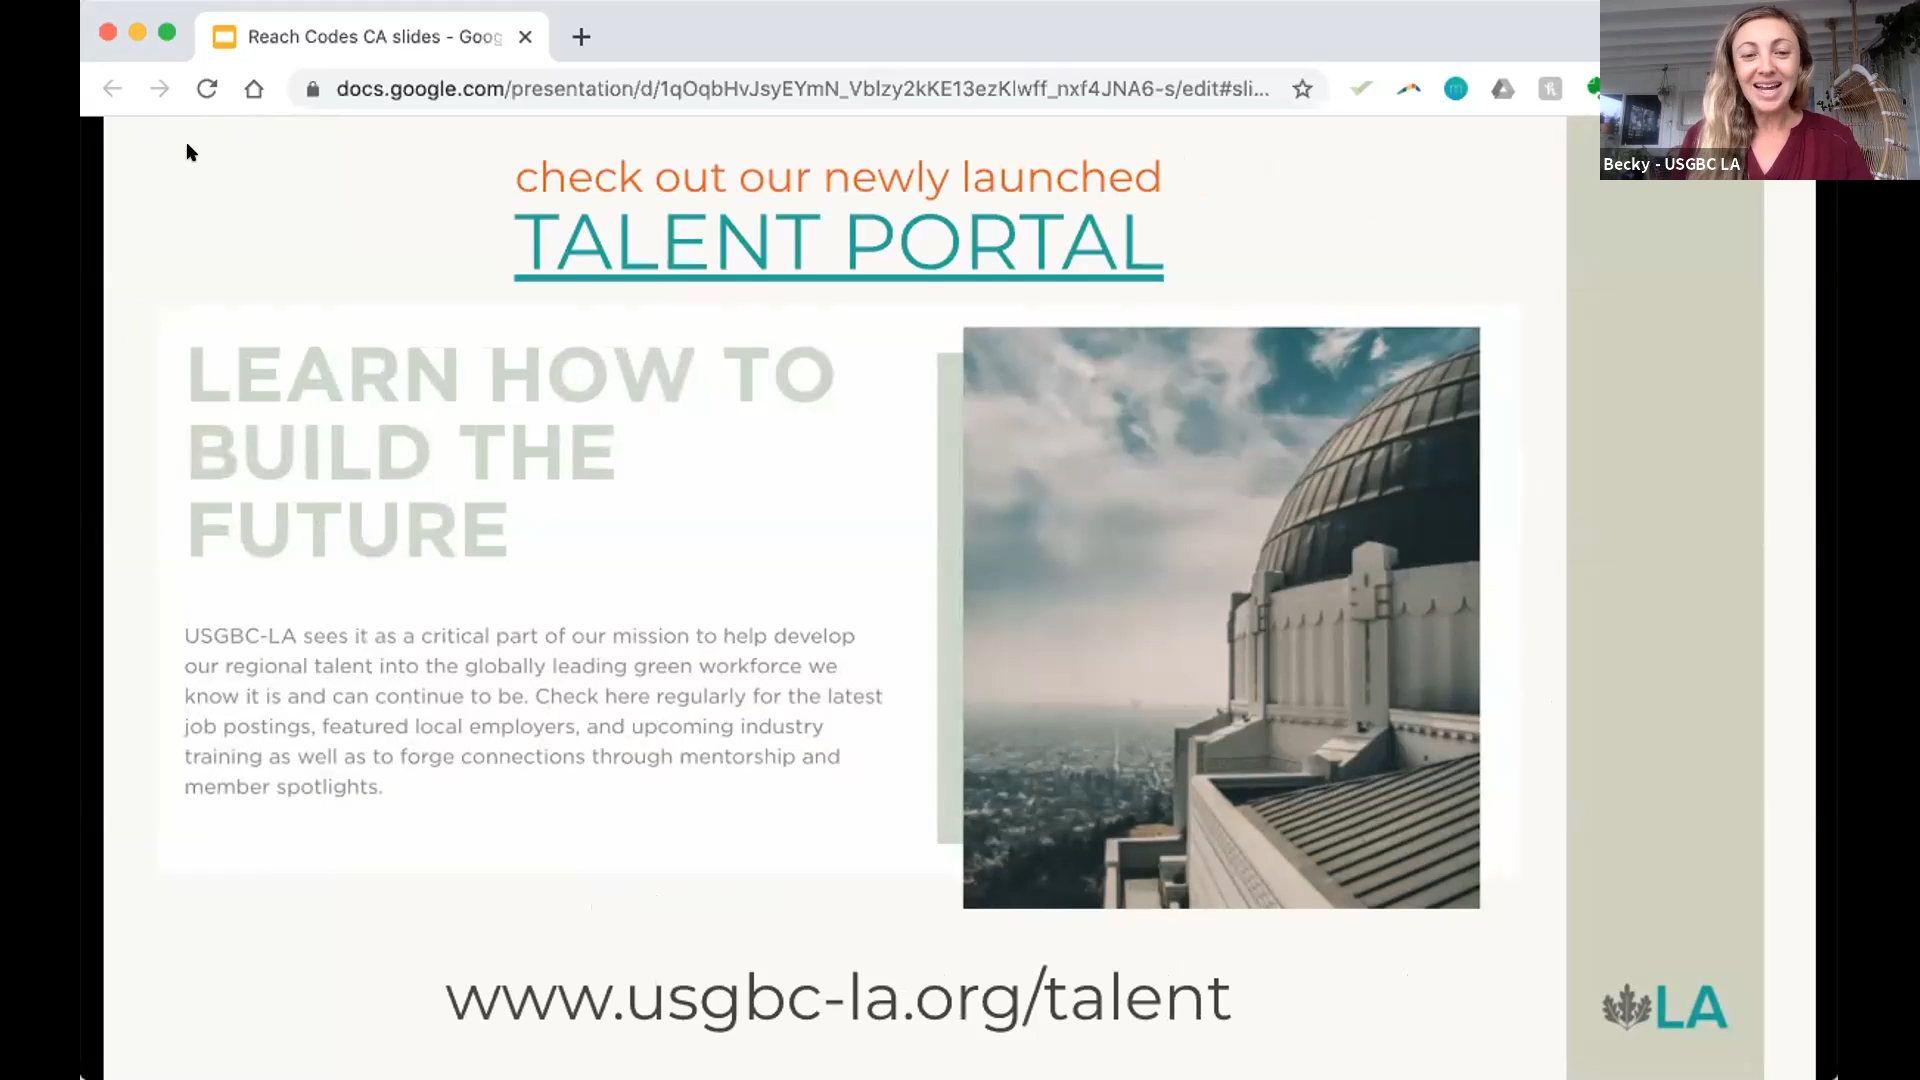 Reach Codes CA slides - Goog
docs.google.com/presentation/d/1qOqbHvJsyEYmN_Vblzy2kKE13ezKlwff_nxf4JNA6-s/edit#sli...
Becky - USGBC LA
check out our newly launched
TALENT PORTAL
LEARN HOW TO
BUILD THE
FUTURE
USGBC-LA sees it as a critical part of our mission to help develop
our regional talent into the globally leading green workforce we
know it is and can continue to be. Check here regularly for the latest
job postings, featured local employers, and upcoming industry
training as well as to forge connections through mentorship and
member spotlights.
www.usgbc-la.org/talent
LA